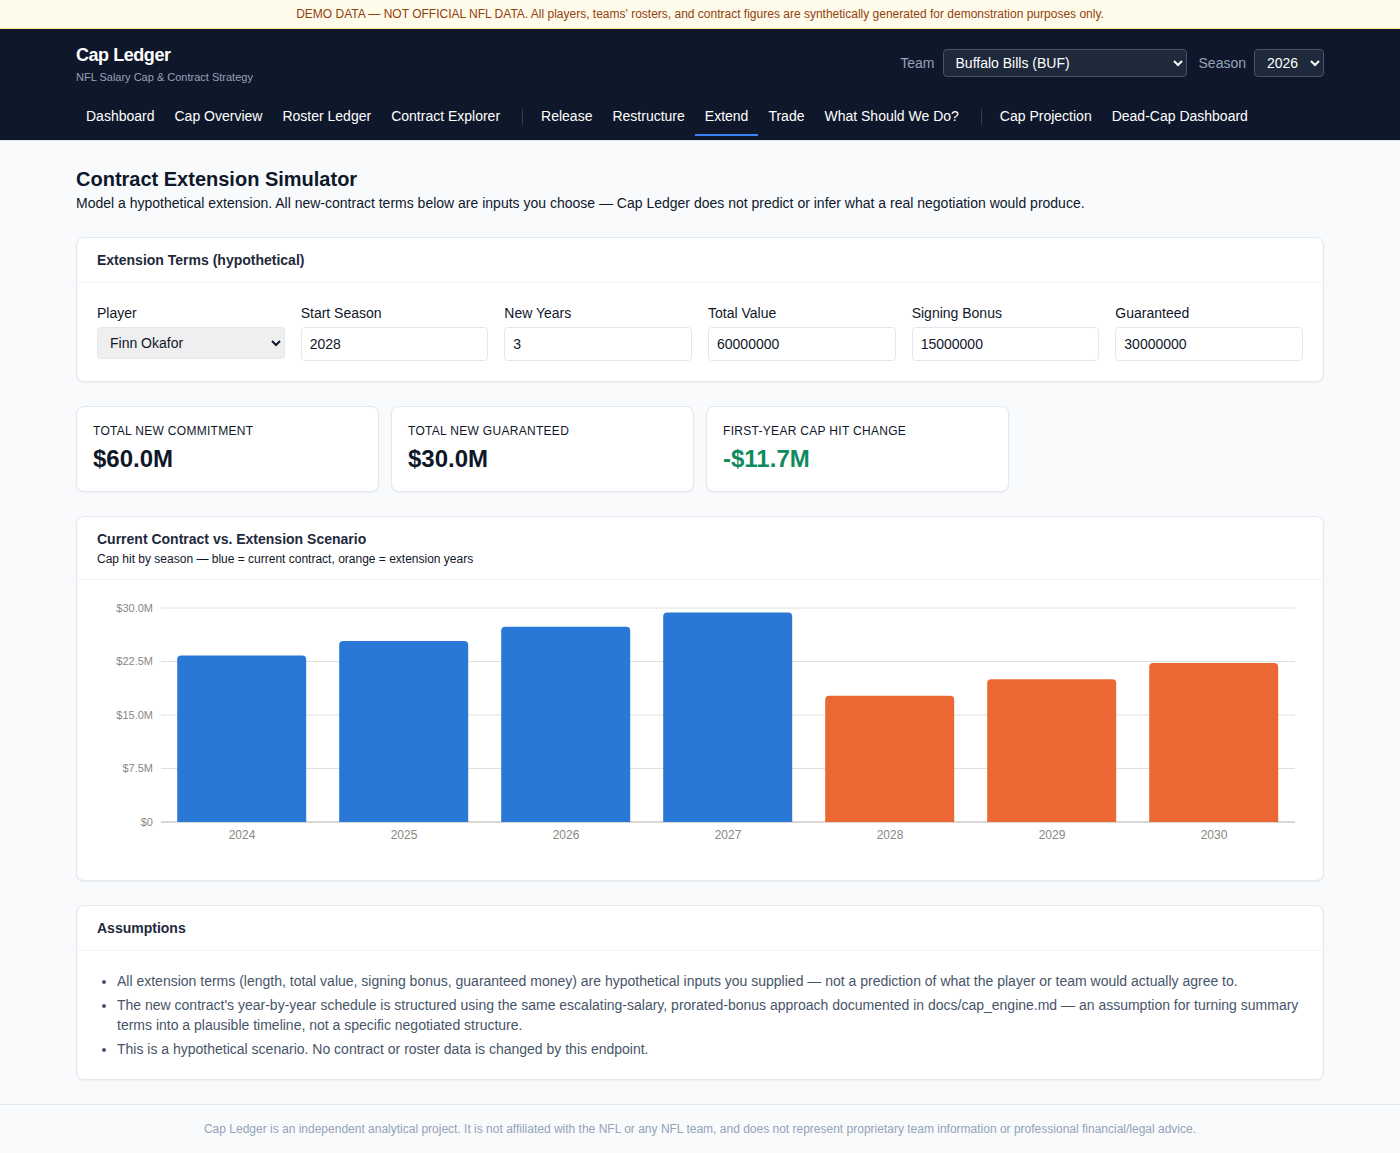 DEMO DATA — NOT OFFICIAL NFL DATA. All players, teams' rosters, and contract figures are synthetically generated for demonstration purposes only.
Cap Ledger
NFL Salary Cap & Contract Strategy
Team Buffalo Bills (BUF) Season 2026
Dashboard Cap Overview Roster Ledger Contract Explorer Release Restructure Extend Trade What Should We Do? Cap Projection Dead-Cap Dashboard
Contract Extension Simulator
Model a hypothetical extension. All new-contract terms below are inputs you choose — Cap Ledger does not predict or infer what a real negotiation would produce.
Extension Terms (hypothetical)
Player Start Season New Years Total Value Signing Bonus Guaranteed
Finn Okafor 2028 3 60000000 15000000 30000000
TOTAL NEW COMMITMENT TOTAL NEW GUARANTEED FIRST-YEAR CAP HIT CHANGE
$60.0M $30.0M -$11.7M
Current Contract vs. Extension Scenario
Cap hit by season — blue = current contract, orange = extension years
$30.0M
$22.5M
$15.0M
$7.5M
$0
2024 2025 2026 2027 2028 2029 2030
Assumptions
• All extension terms (length, total value, signing bonus, guaranteed money) are hypothetical inputs you supplied — not a prediction of what the player or team would actually agree to.
• The new contract's year-by-year schedule is structured using the same escalating-salary, prorated-bonus approach documented in docs/cap_engine.md — an assumption for turning summary
terms into a plausible timeline, not a specific negotiated structure.
• This is a hypothetical scenario. No contract or roster data is changed by this endpoint.
Cap Ledger is an independent analytical project. It is not affiliated with the NFL or any NFL team, and does not represent proprietary team information or professional financial/legal advice.